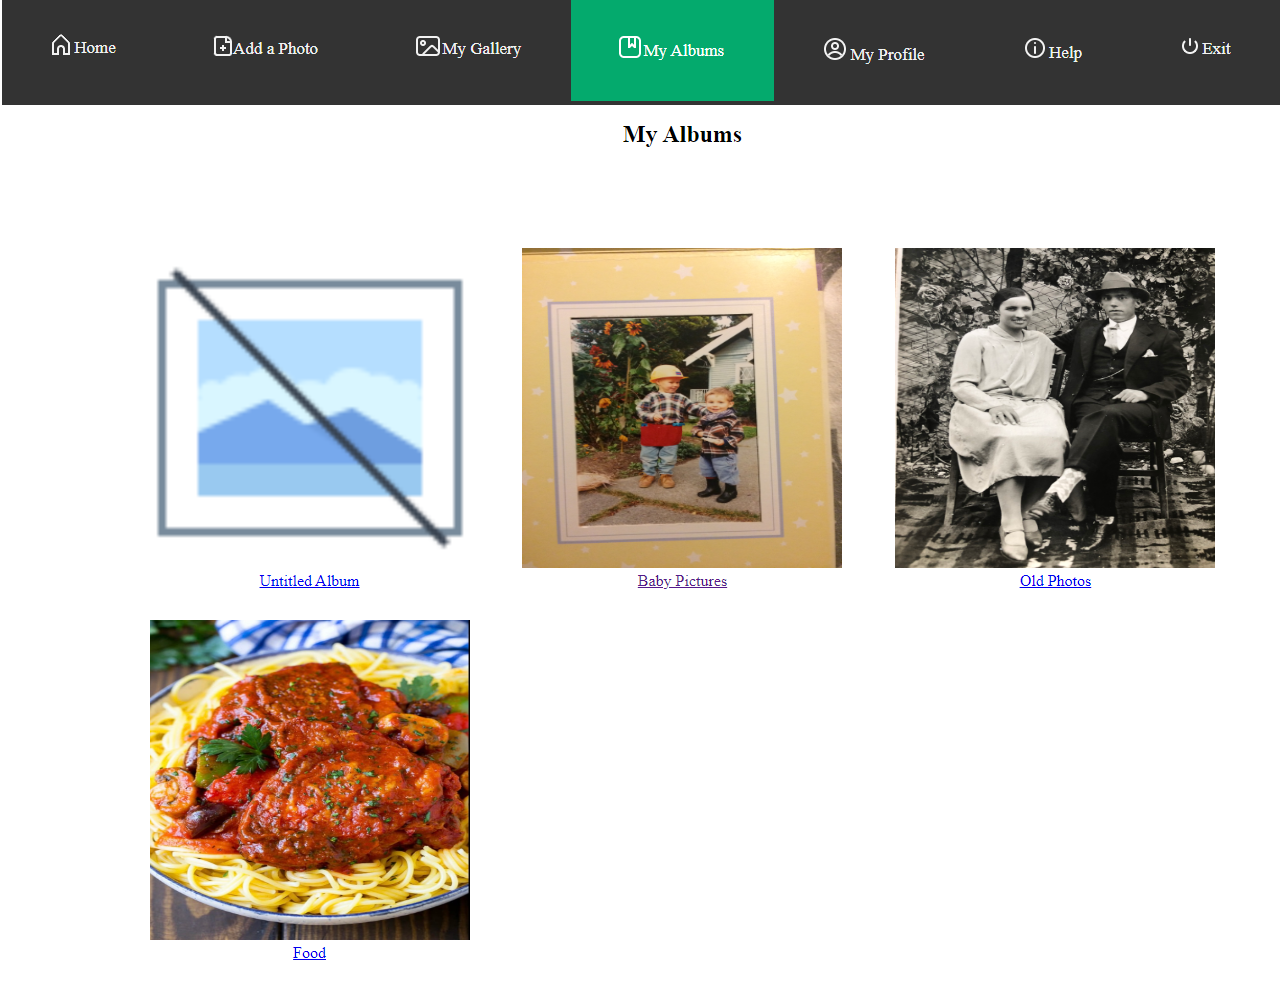 Home Add a Photo My Gallery My Albums My Profile Help Exit
My Albums
Untitled Album Baby Pictures Old Photos
Food